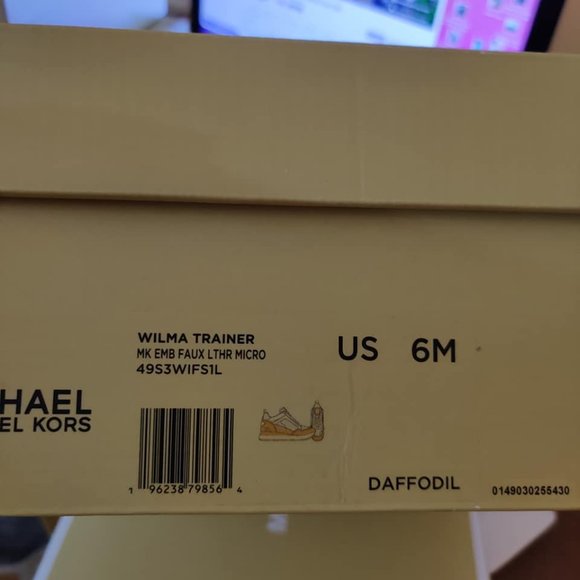 WILMA TRAINER
MK EMB FAUX LTHR MICRO
49S3WIFS1L
US 6M
HAEL
EL KORS
1 96238 79856 4
DAFFODIL
0149030255430